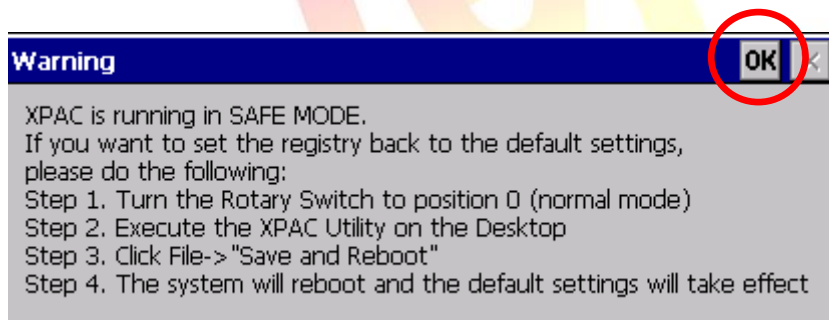 Warning OK
XPAC is running in SAFE MODE.
If you want to set the registry back to the default settings,
please do the following:
Step 1. Turn the Rotary Switch to position 0 (normal mode)
Step 2. Execute the XPAC Utility on the Desktop
Step 3. Click File->"Save and Reboot"
Step 4. The system will reboot and the default settings will take effect